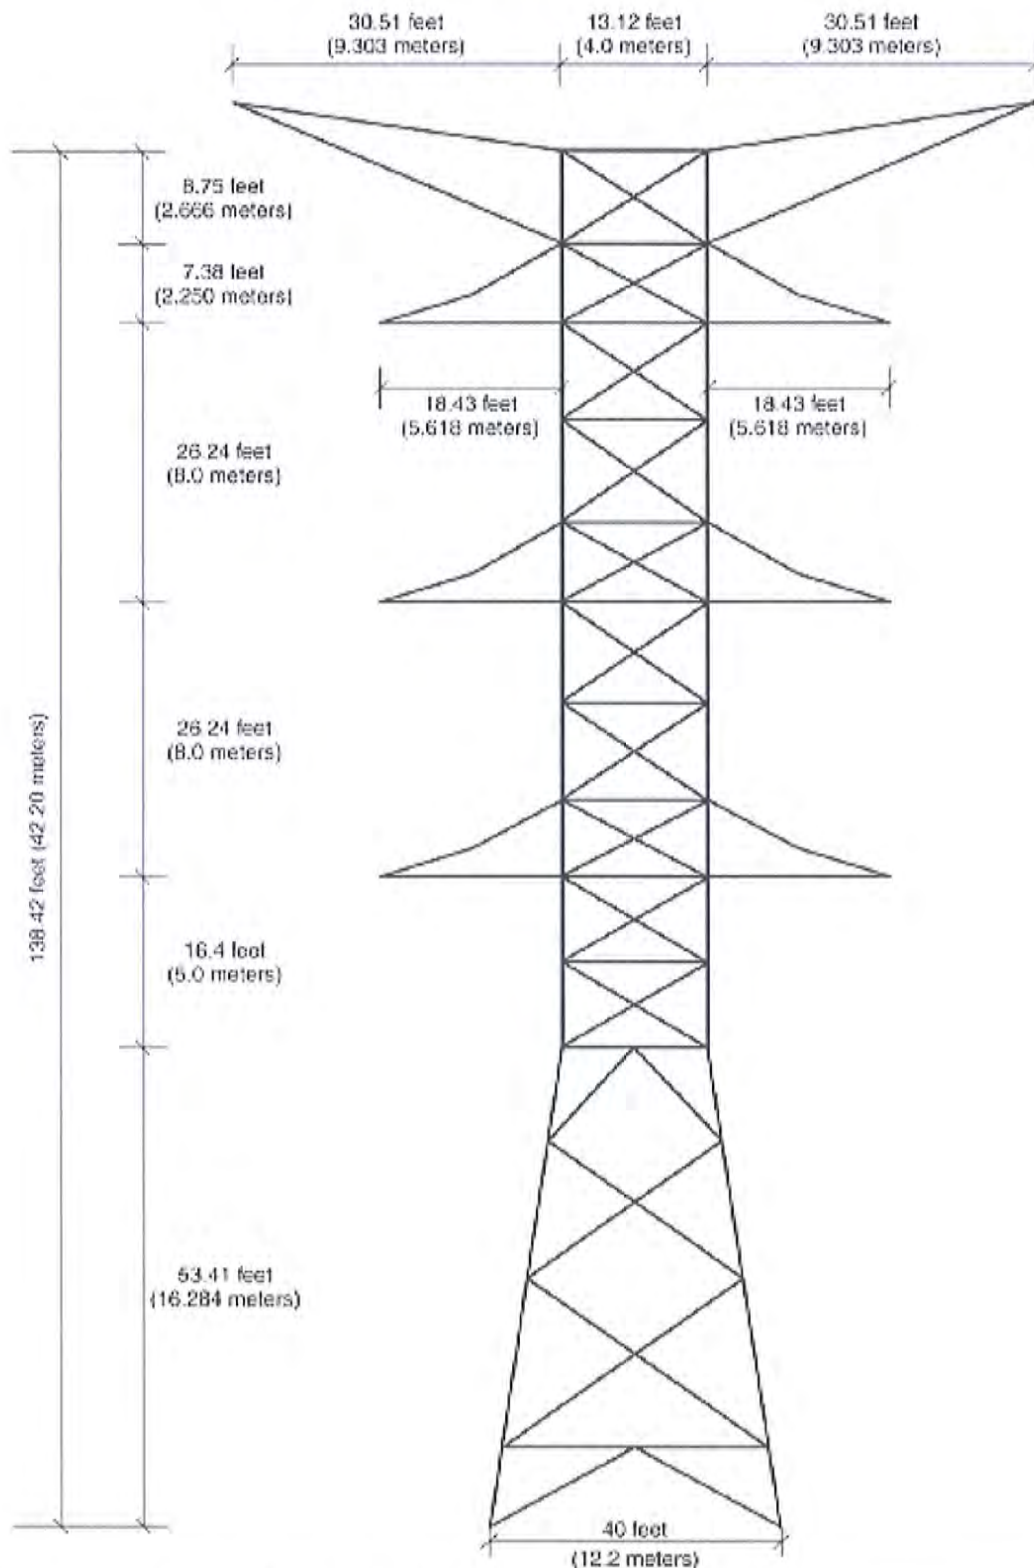 30.51 feet
(9.303 meters)
13.12 feet
(4.0 meters)
30.51 feet
(9.303 meters)
8.75 feet
(2.666 meters)
7.38 feet
(2.250 meters)
18.43 feet
(5.618 meters)
18.43 feet
(5.618 meters)
26.24 feet
(8.0 meters)
26.24 feet
(8.0 meters)
138.42 feet (42.20 meters)
16.4 feet
(5.0 meters)
53.41 feet
(16.284 meters)
40 feet
(12.2 meters)